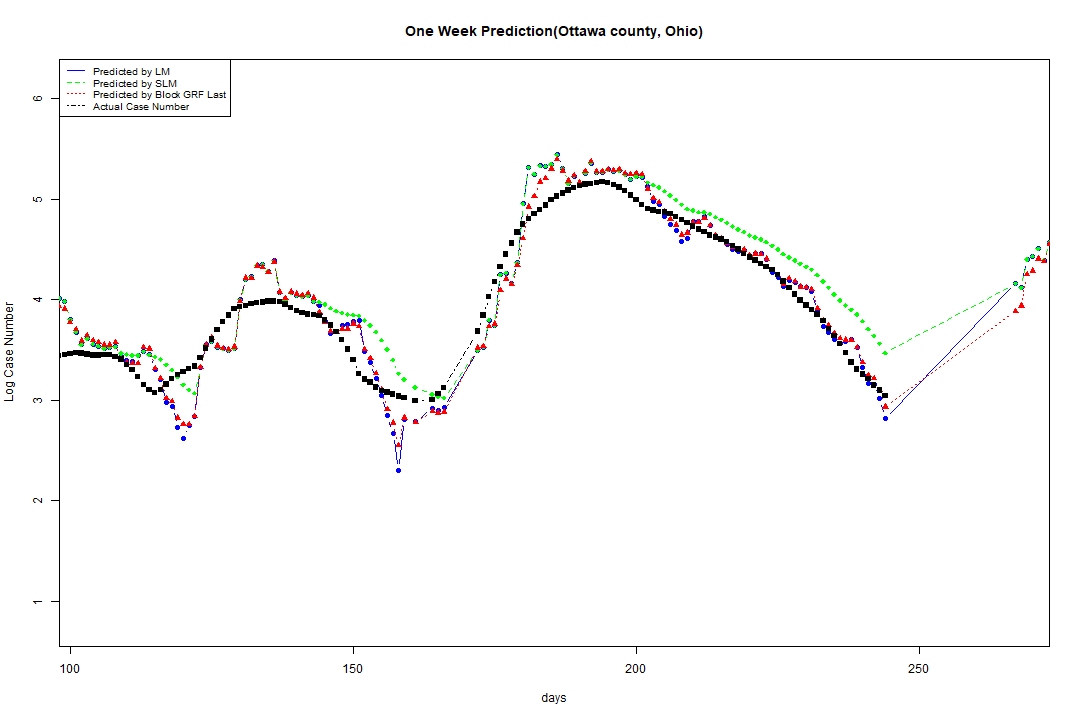 One Week Prediction(Ottawa county, Ohio)
Predicted by LM
Predicted by SLM
Predicted by Block GRF Last
Actual Case Number
Log Case Number
6
5
4
3
2
1
100 150 200 250
days